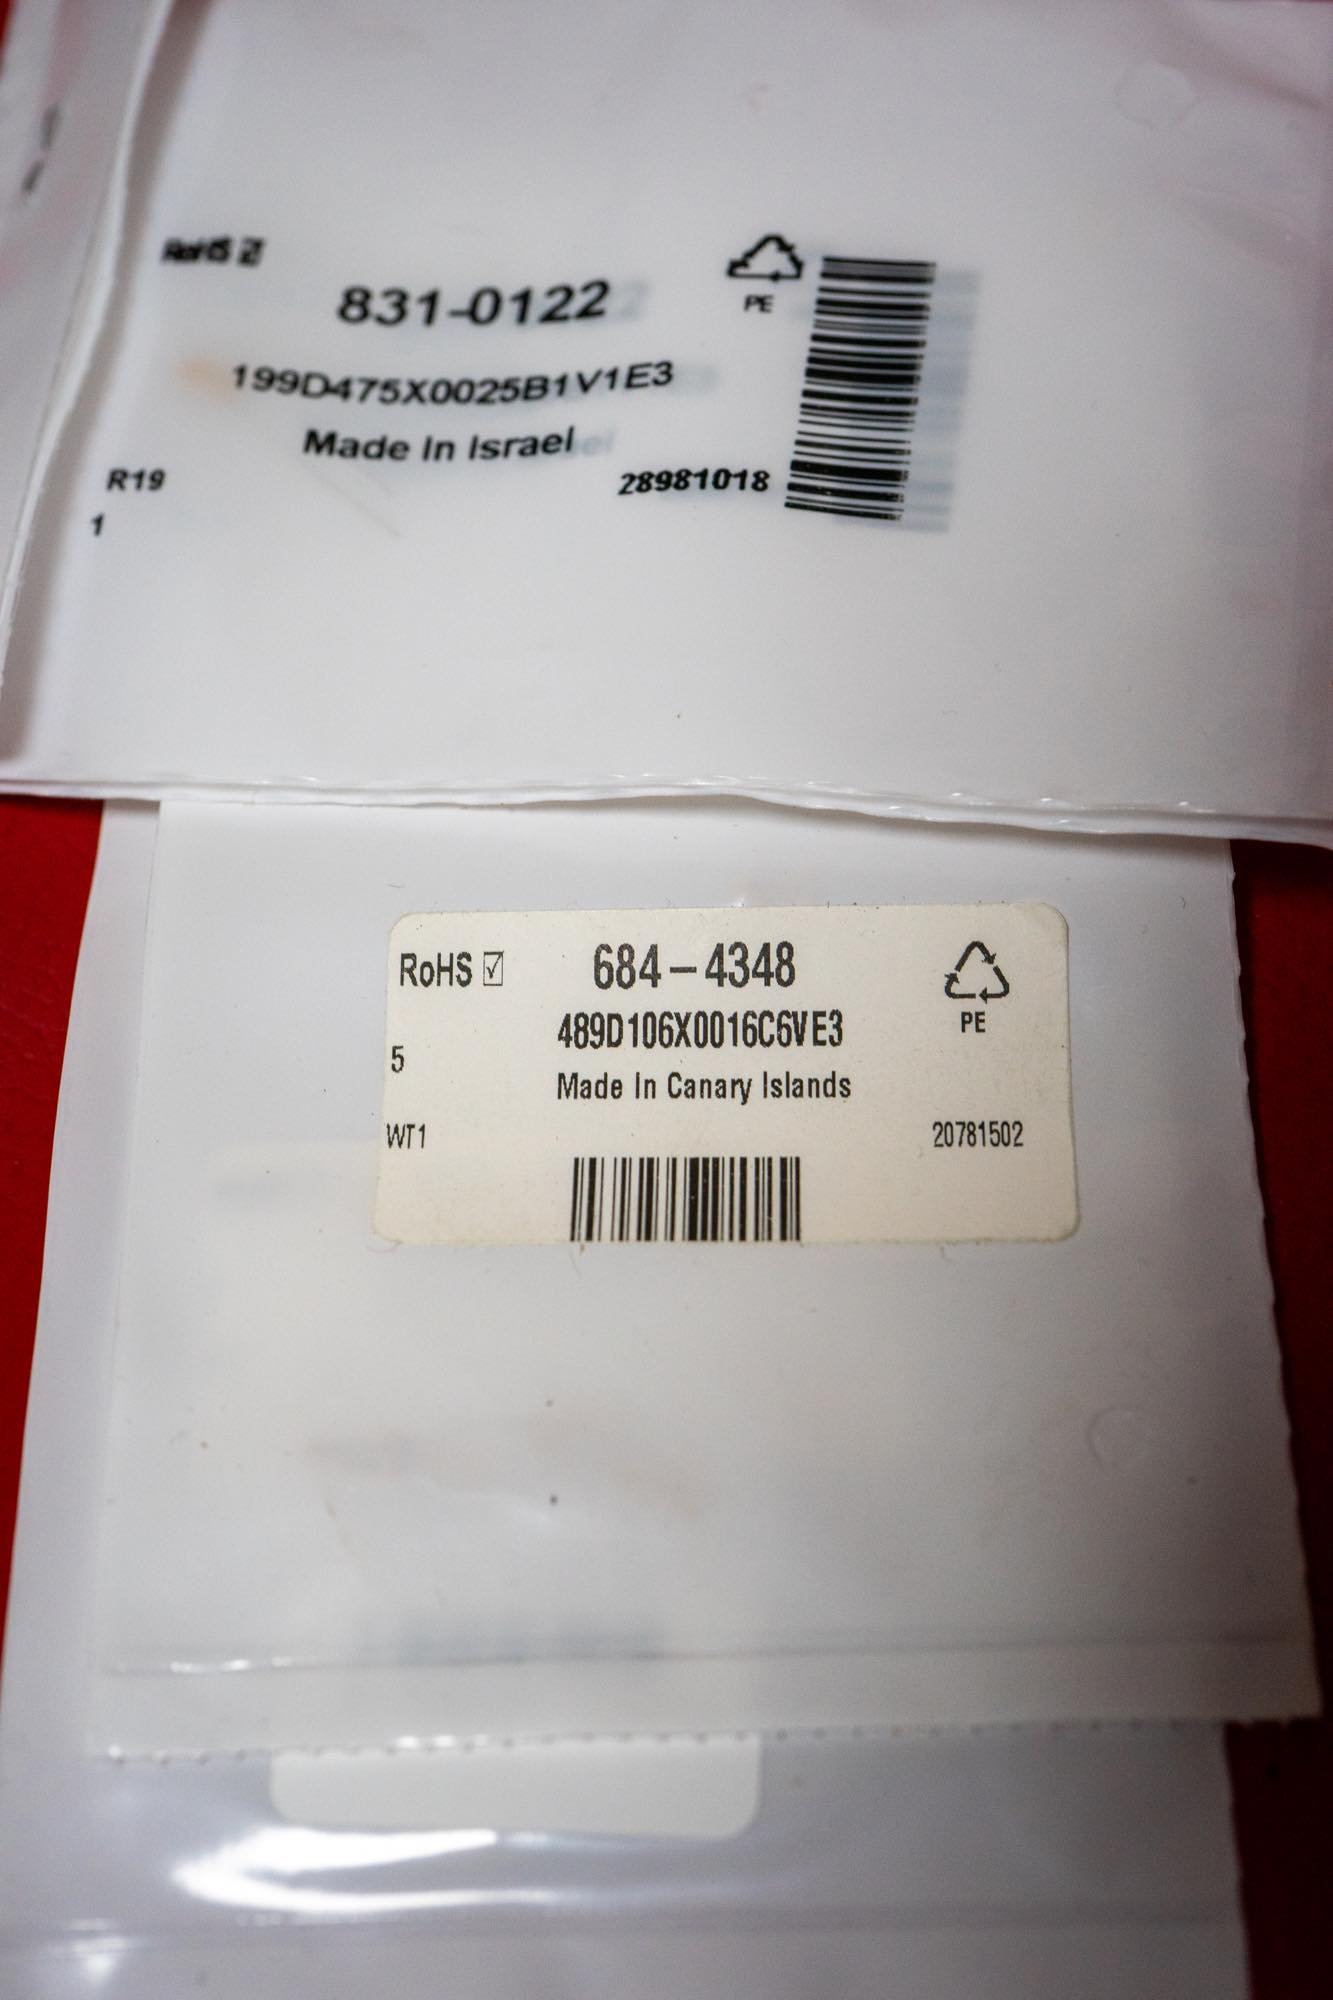 RoHS ☑
831-0122
PE
199D475X0025B1V1E3
Made In Israel
R19
28981018
1
RoHS ☑
684-4348
489D106X0016C6VE3
PE
5
Made In Canary Islands
WT1
20781502